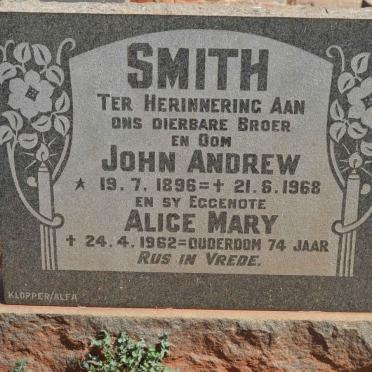 SMITH
TER HERINNERING AAN
ONS DIERBARE BROER
EN OOM
JOHN ANDREW
* 19. 7. 1896 = † 21. 6. 1968
EN SY EGGENOTE
ALICE MARY
† 24. 4. 1962 = OUDERDOM 74 JAAR
RUS IN VREDE.
KLOPPER/ALFA